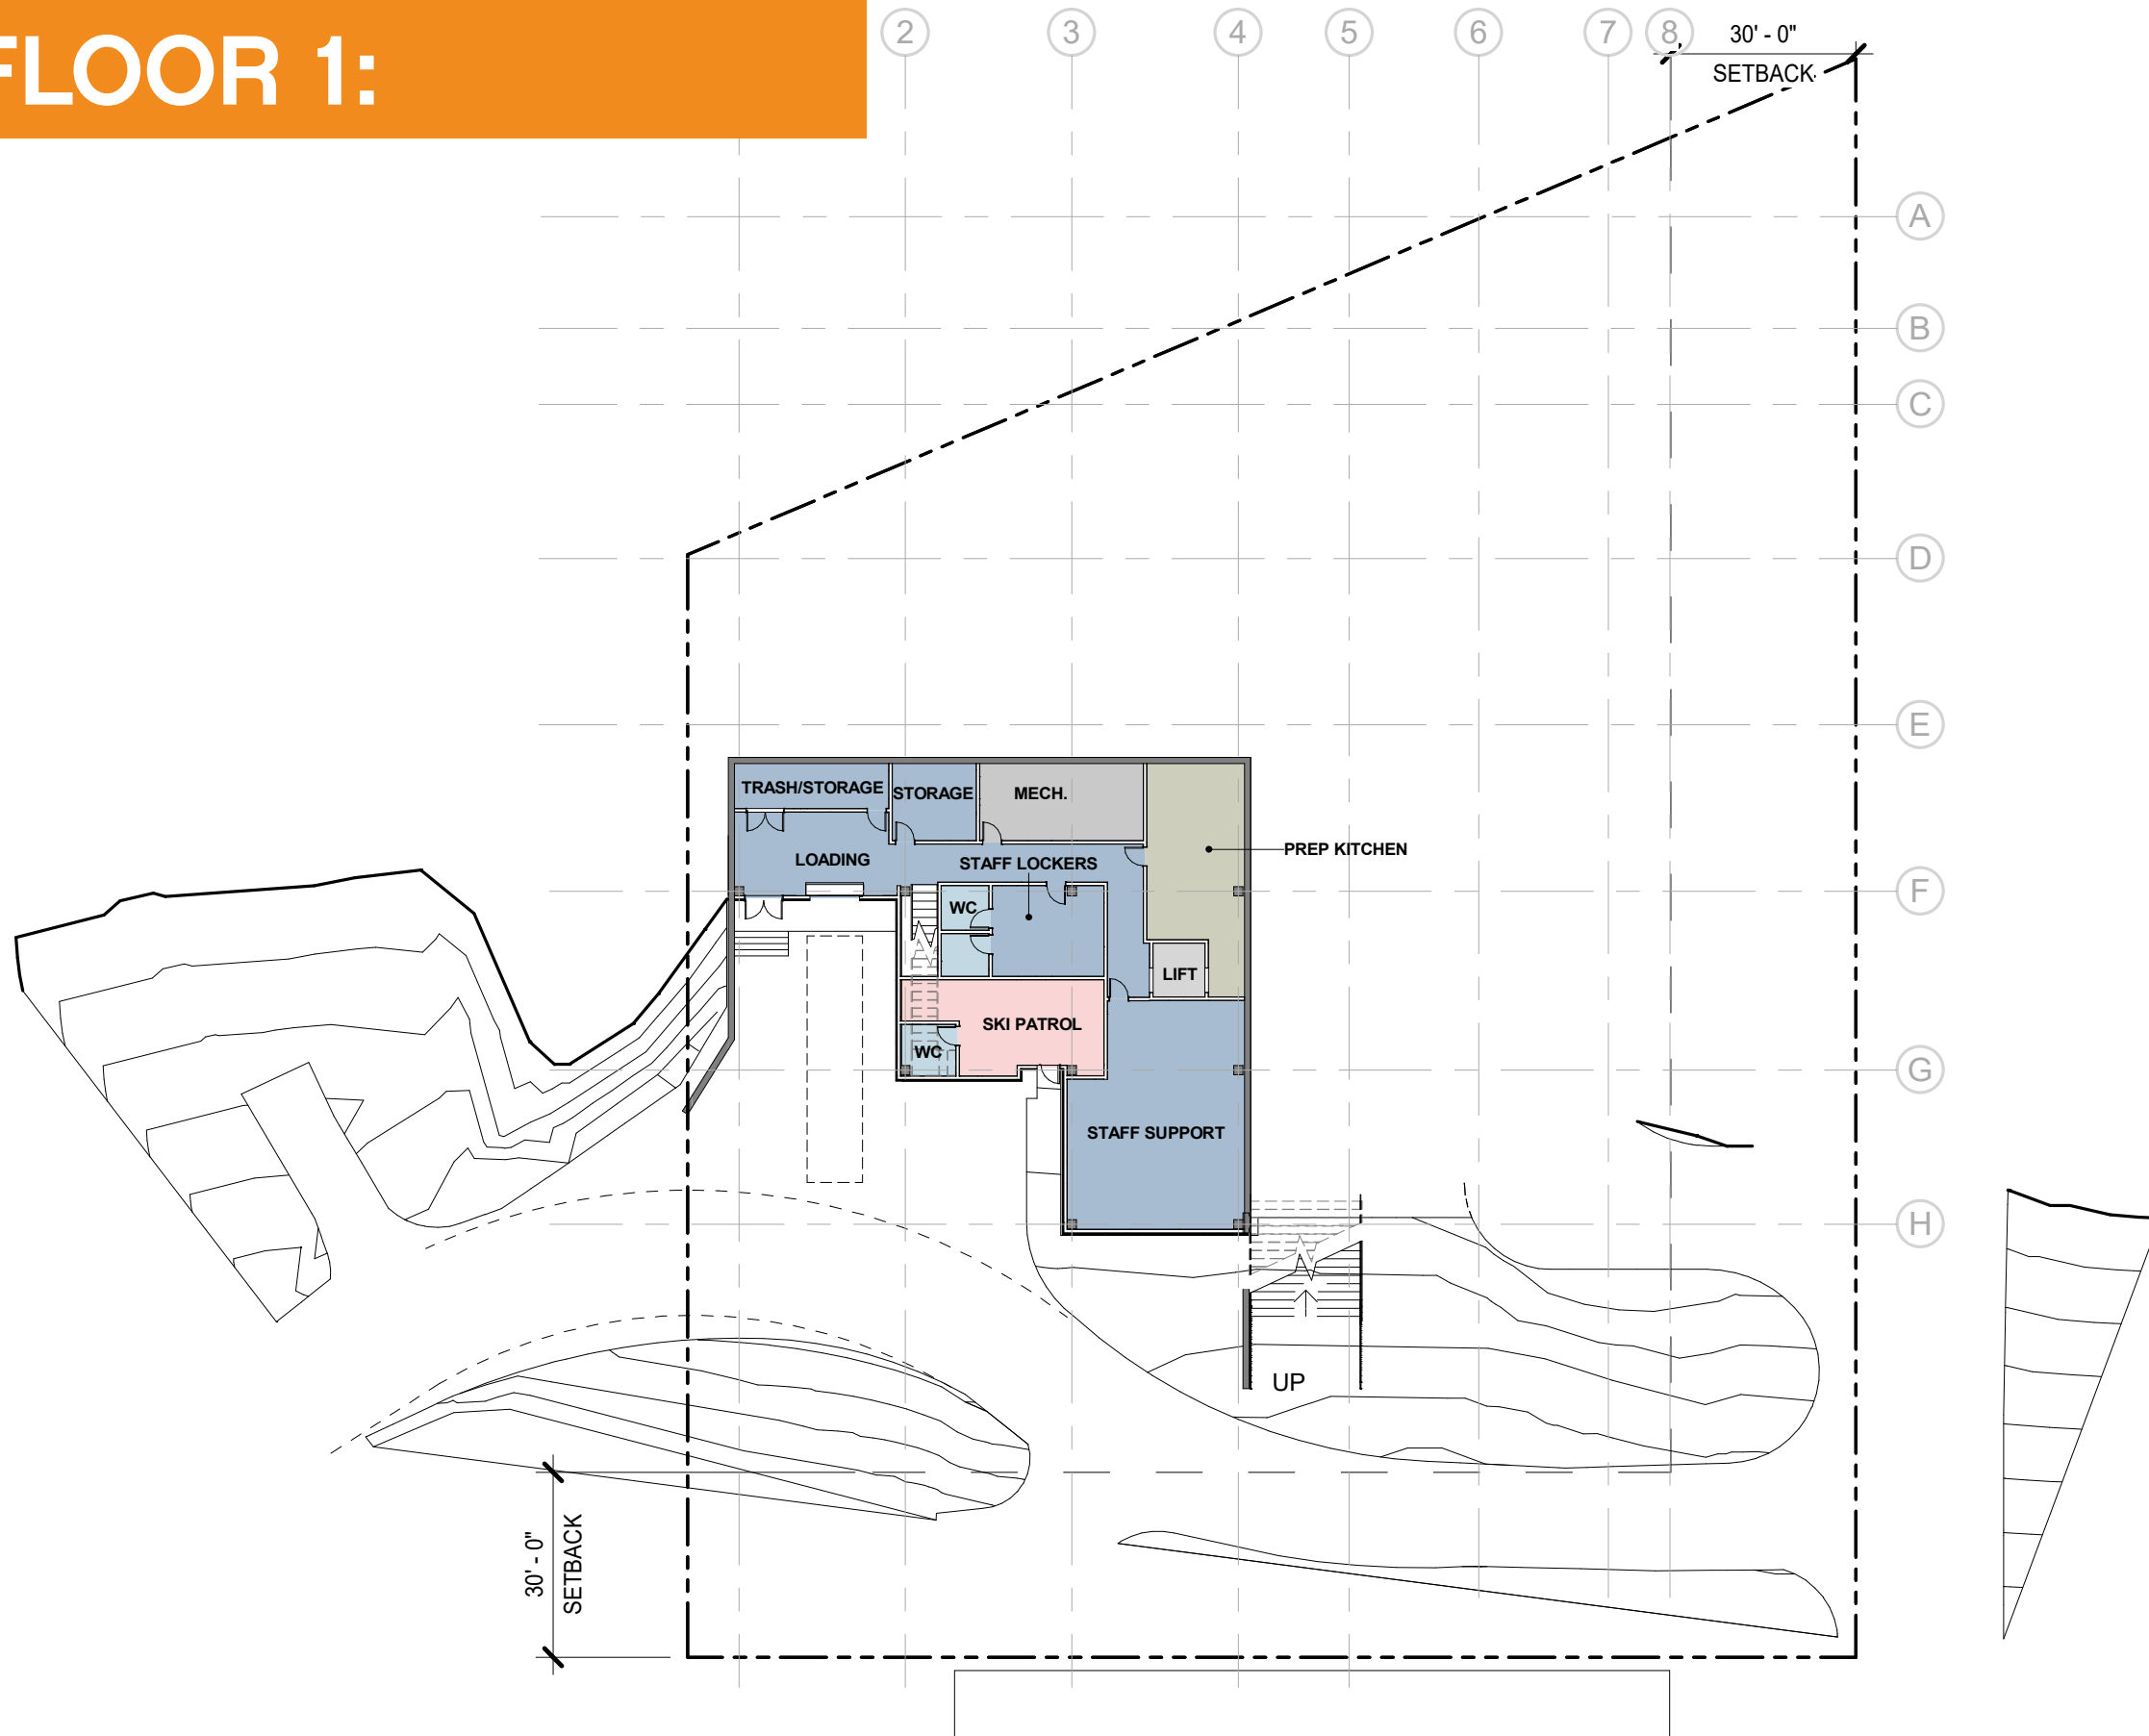 FLOOR 1:
2
3
4
5
6
7
8
30' - 0"
SETBACK
A
B
C
D
E
F
G
H
TRASH/STORAGE
STORAGE
MECH.
LOADING
STAFF LOCKERS
PREP KITCHEN
WC
LIFT
SKI PATROL
WC
STAFF SUPPORT
UP
30' - 0"
SETBACK